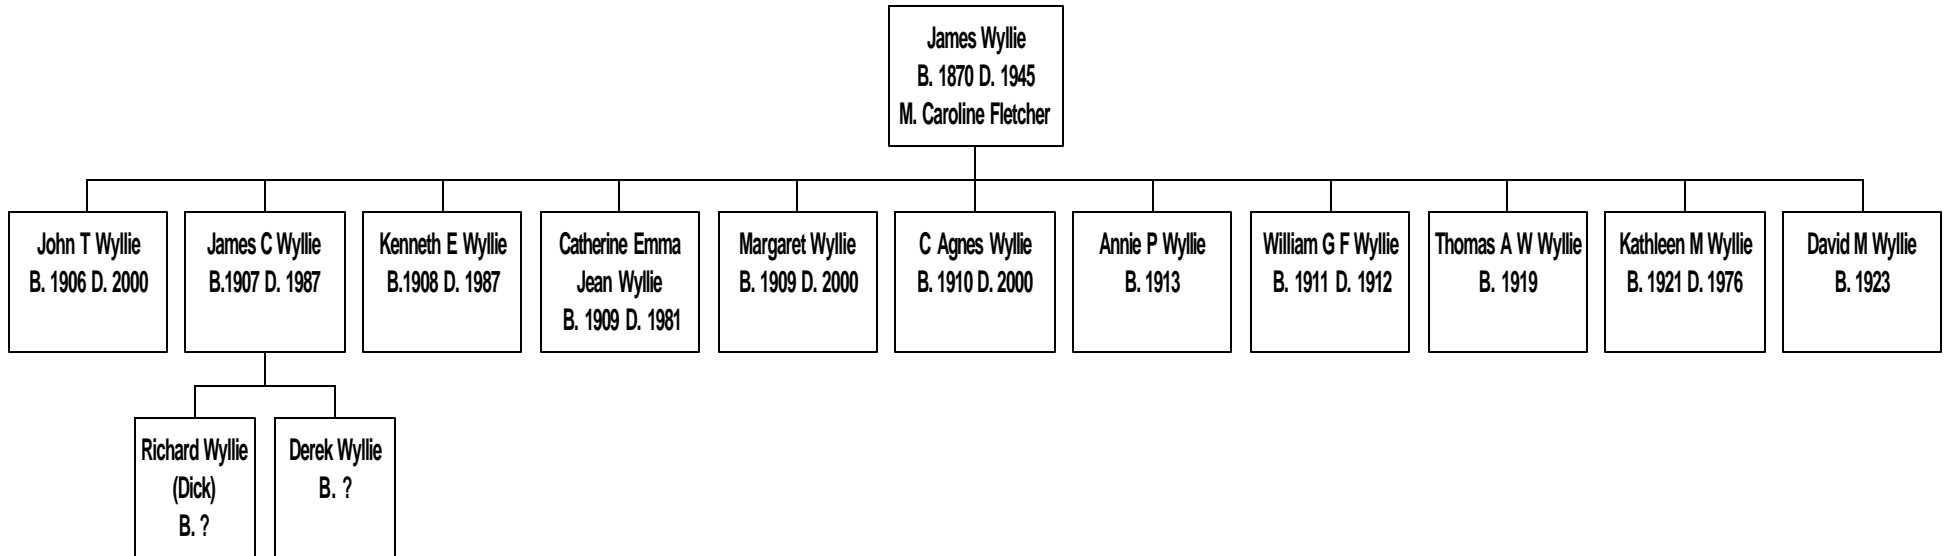 James Wyllie
B. 1870 D. 1945
M. Caroline Fletcher
John T Wyllie
B. 1906 D. 2000
James C Wyllie
B.1907 D. 1987
Kenneth E Wyllie
B.1908 D. 1987
Catherine Emma
Jean Wyllie
B. 1909 D. 1981
Margaret Wyllie
B. 1909 D. 2000
C Agnes Wyllie
B. 1910 D. 2000
Annie P Wyllie
B. 1913
William G F Wyllie
B. 1911 D. 1912
Thomas A W Wyllie
B. 1919
Kathleen M Wyllie
B. 1921 D. 1976
David M Wyllie
B. 1923
Richard Wyllie
(Dick)
B. ?
Derek Wyllie
B. ?